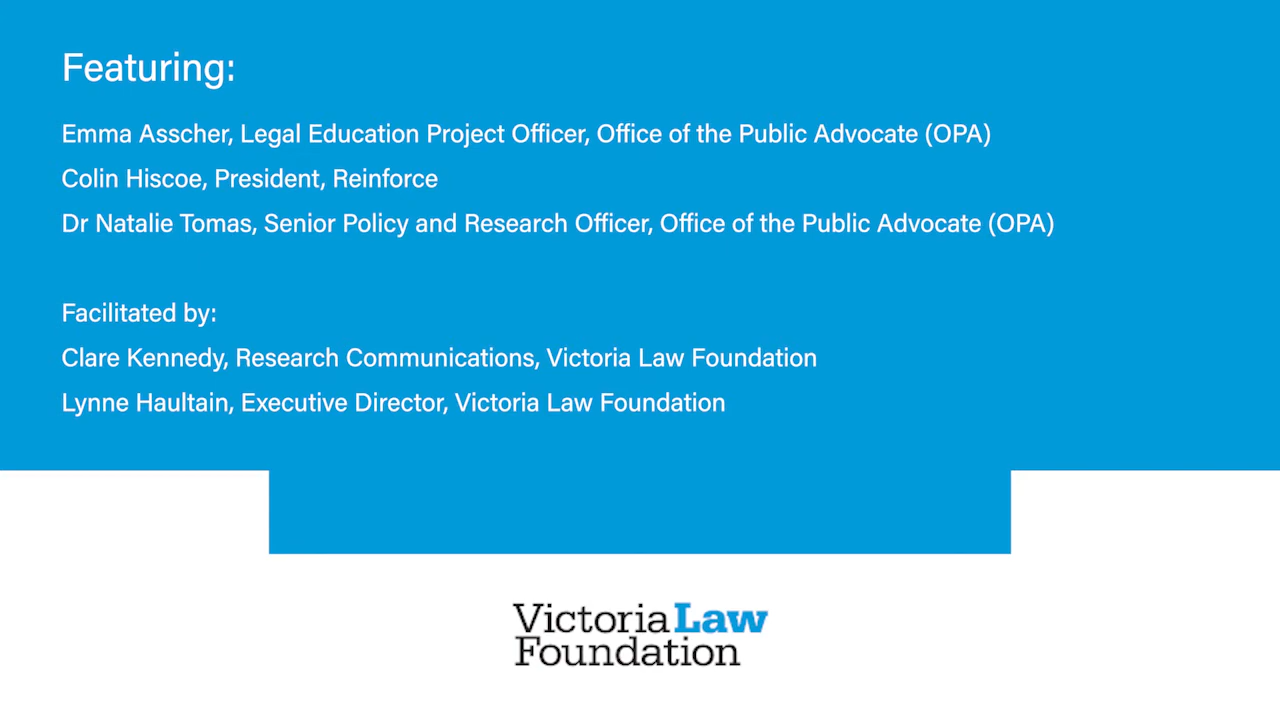 Featuring:
Emma Asscher, Legal Education Project Officer, Office of the Public Advocate (OPA)
Colin Hiscoe, President, Reinforce
Dr Natalie Tomas, Senior Policy and Research Officer, Office of the Public Advocate (OPA)
Facilitated by:
Clare Kennedy, Research Communications, Victoria Law Foundation
Lynne Haultain, Executive Director, Victoria Law Foundation
Victoria Law
Foundation